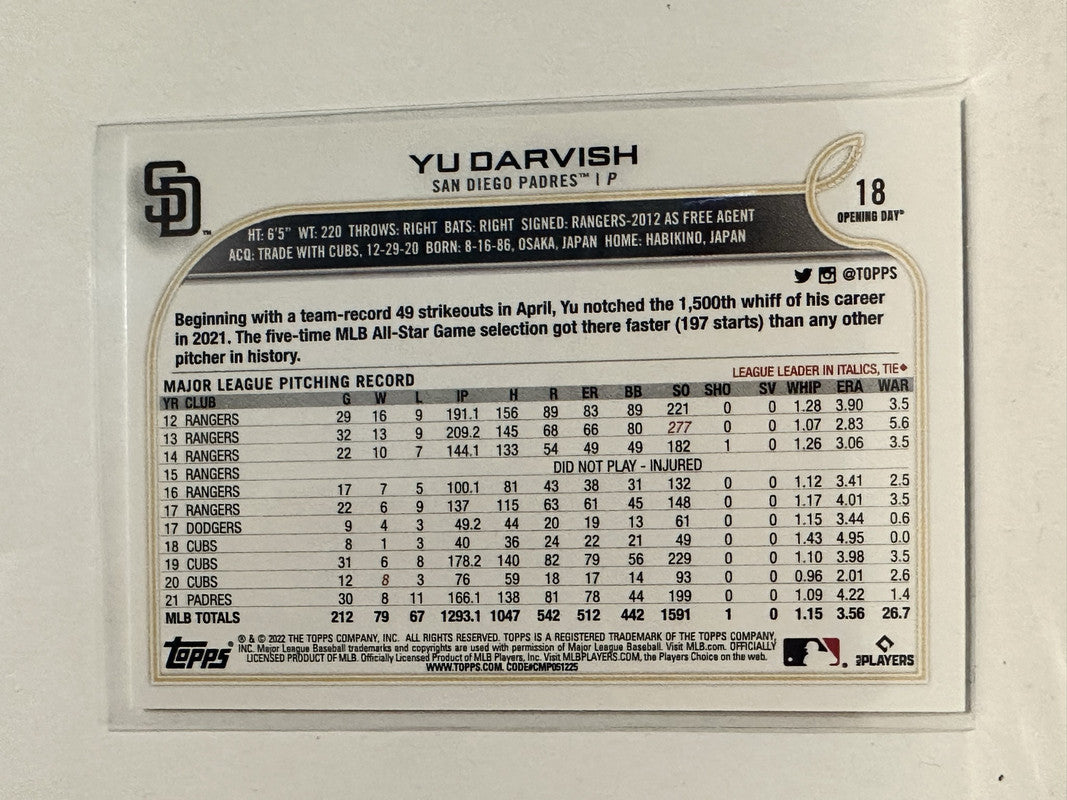 SD™
YU DARVISH
SAN DIEGO PADRES™ | P
18
OPENING DAY®
HT: 6'5" WT: 220 THROWS: RIGHT BATS: RIGHT SIGNED: RANGERS-2012 AS FREE AGENT
ACQ: TRADE WITH CUBS, 12-29-20 BORN: 8-16-86, OSAKA, JAPAN HOME: HABIKINO, JAPAN
@TOPPS
Beginning with a team-record 49 strikeouts in April, Yu notched the 1,500th whiff of his career
in 2021. The five-time MLB All-Star Game selection got there faster (197 starts) than any other
pitcher in history.
MAJOR LEAGUE PITCHING RECORD LEAGUE LEADER IN ITALICS, TIE◆
YR CLUB G W L IP H R ER BB SO SHO SV WHIP ERA WAR
12 RANGERS 29 16 9 191.1 156 89 83 89 221 0 0 1.28 3.90 3.5
13 RANGERS 32 13 9 209.2 145 68 66 80 277 0 0 1.07 2.83 5.6
14 RANGERS 22 10 7 144.1 133 54 49 49 182 1 0 1.26 3.06 3.5
15 RANGERS DID NOT PLAY - INJURED
16 RANGERS 17 7 5 100.1 81 43 38 31 132 0 0 1.12 3.41 2.5
17 RANGERS 22 6 9 137 115 63 61 45 148 0 0 1.17 4.01 3.5
17 DODGERS 9 4 3 49.2 44 20 19 13 61 0 0 1.15 3.44 0.6
18 CUBS 8 1 3 40 36 24 22 21 49 0 0 1.43 4.95 0.0
19 CUBS 31 6 8 178.2 140 82 79 56 229 0 0 1.10 3.98 3.5
20 CUBS 12 8 3 76 59 18 17 14 93 0 0 0.96 2.01 2.6
21 PADRES 30 8 11 166.1 138 81 78 44 199 0 0 1.09 4.22 1.4
MLB TOTALS 212 79 67 1293.1 1047 542 512 442 1591 1 0 1.15 3.56 26.7
topps®
® & © 2022 THE TOPPS COMPANY, INC. ALL RIGHTS RESERVED. TOPPS IS A REGISTERED TRADEMARK OF THE TOPPS COMPANY,
INC. Major League Baseball trademarks and copyrights are used with permission of Major League Baseball. Visit MLB.com. OFFICIALLY
LICENSED PRODUCT OF MLB. Officially Licensed Product of MLB Players, Inc. Visit MLBPLAYERS.COM, the Players Choice on the web.
WWW.TOPPS.COM. CODE#CMP051225
PLAYERS